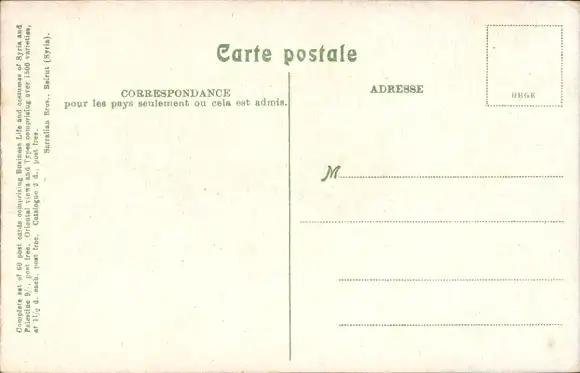 Carte postale
CORRESPONDANCE
pour les pays seulement ou cela est admis.
ADRESSE
M
Complete set of 60 post cards comprising Business Life and costumes of Syria and
Palestine 5/- post free. Oriental views and Types comprising over 1500 varieties,
at 1½ d. each, post free. Catalogue 2 d., post free.
Sarrafian Bros., Beirut (Syria).